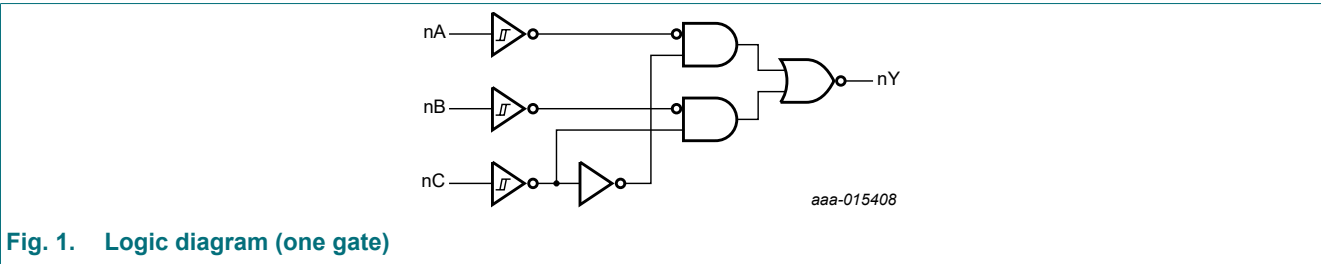 nA
nB
nC
nY
aaa-015408
Fig. 1. Logic diagram (one gate)